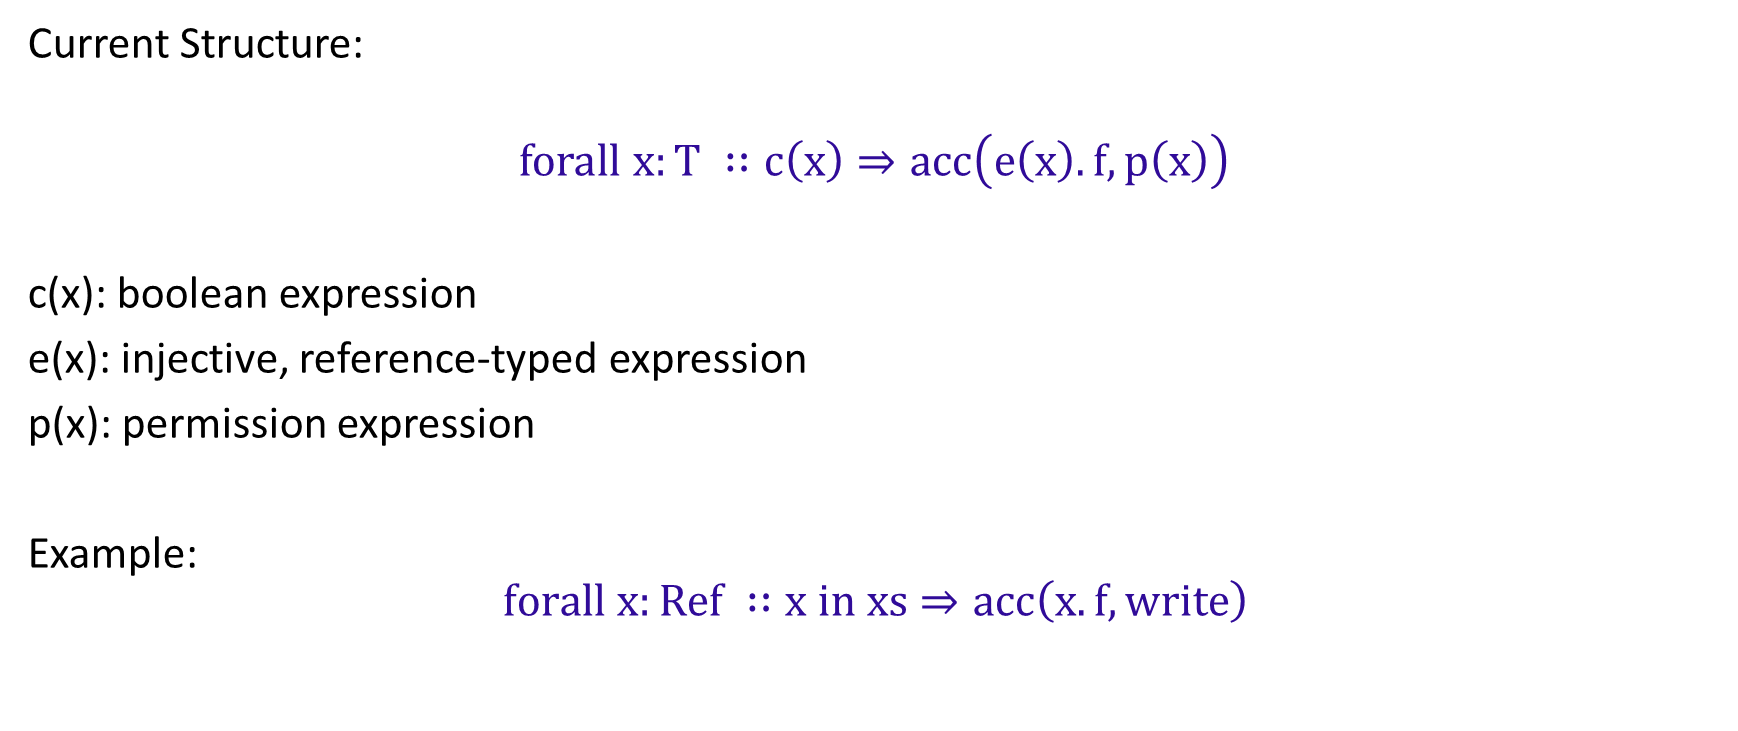 Current Structure:
forall x: T :: c(x) ⇒ acc(e(x). f, p(x))
c(x): boolean expression
e(x): injective, reference-typed expression
p(x): permission expression
Example:
forall x: Ref :: x in xs ⇒ acc(x. f, write)